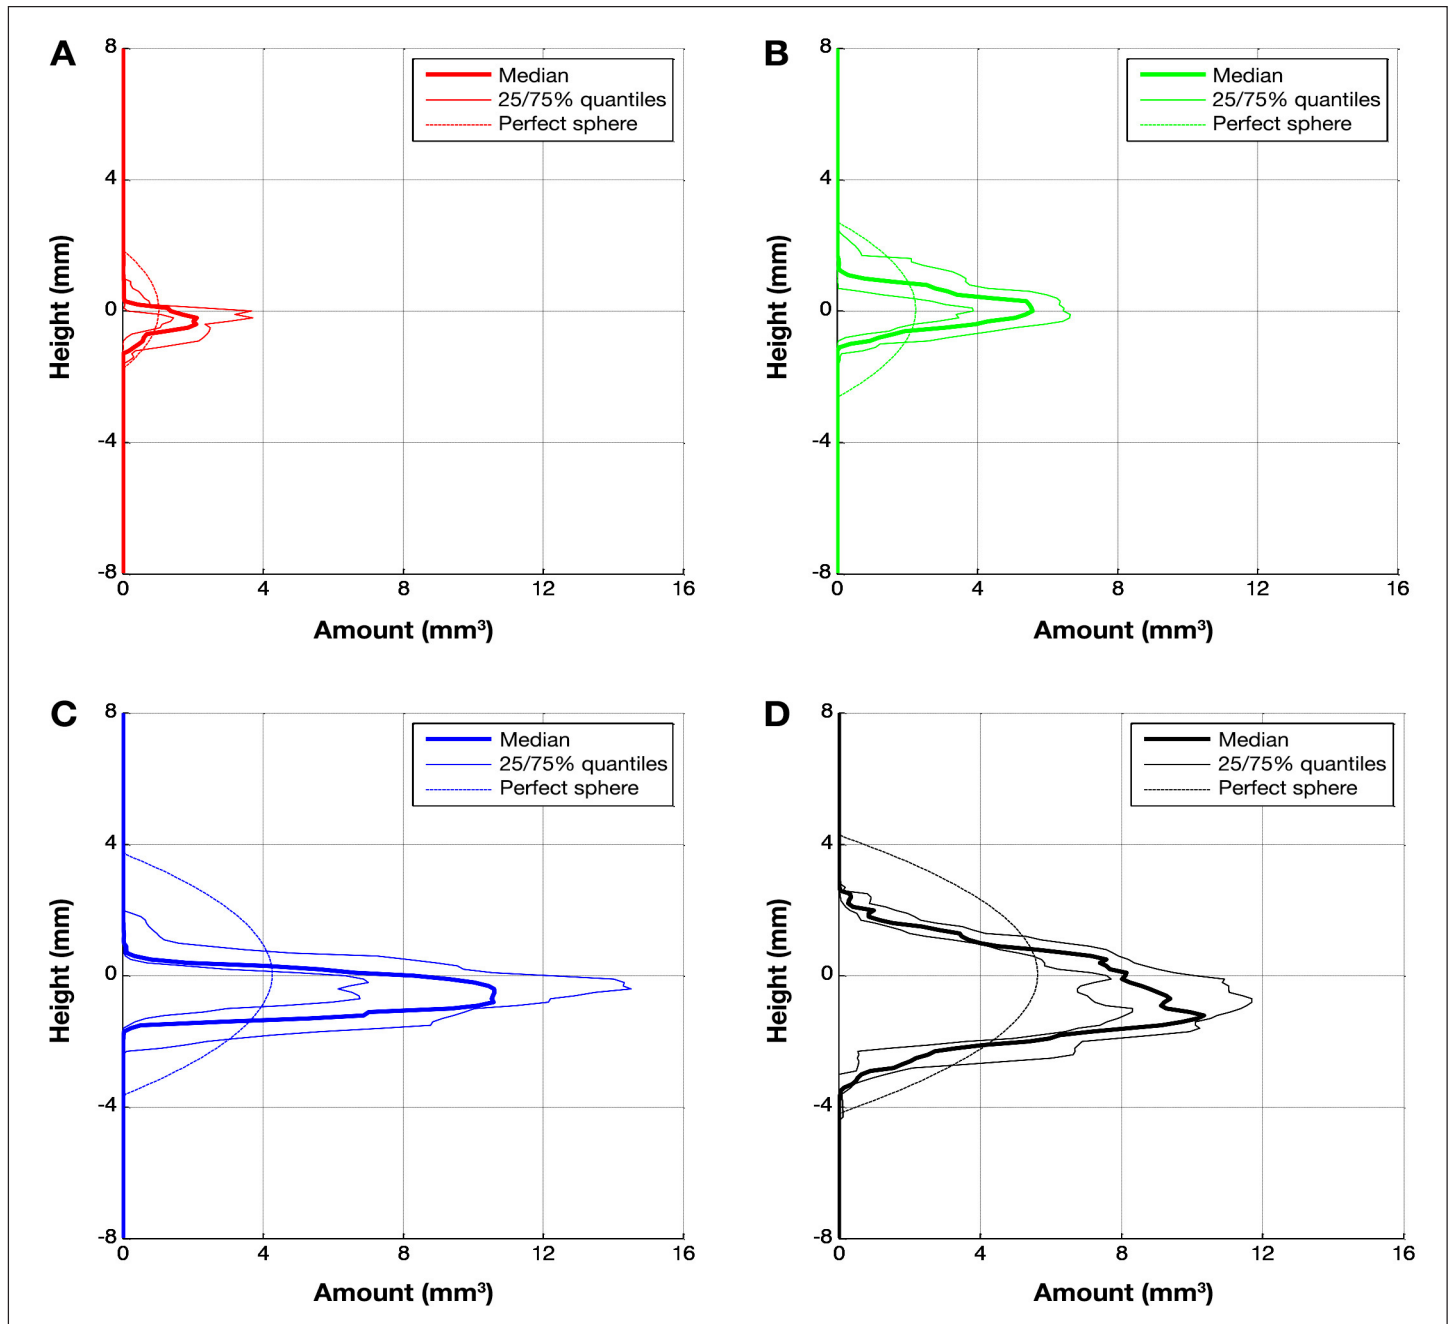 A
8
Median
25/75% quantiles
Perfect sphere
4
Height (mm)
0
-4
-8
0 4 8 12 16
Amount (mm³)
B
8
Median
25/75% quantiles
Perfect sphere
4
Height (mm)
0
-4
-8
0 4 8 12 16
Amount (mm³)
C
8
Median
25/75% quantiles
Perfect sphere
4
Height (mm)
0
-4
-8
0 4 8 12 16
Amount (mm³)
D
8
Median
25/75% quantiles
Perfect sphere
4
Height (mm)
0
-4
-8
0 4 8 12 16
Amount (mm³)